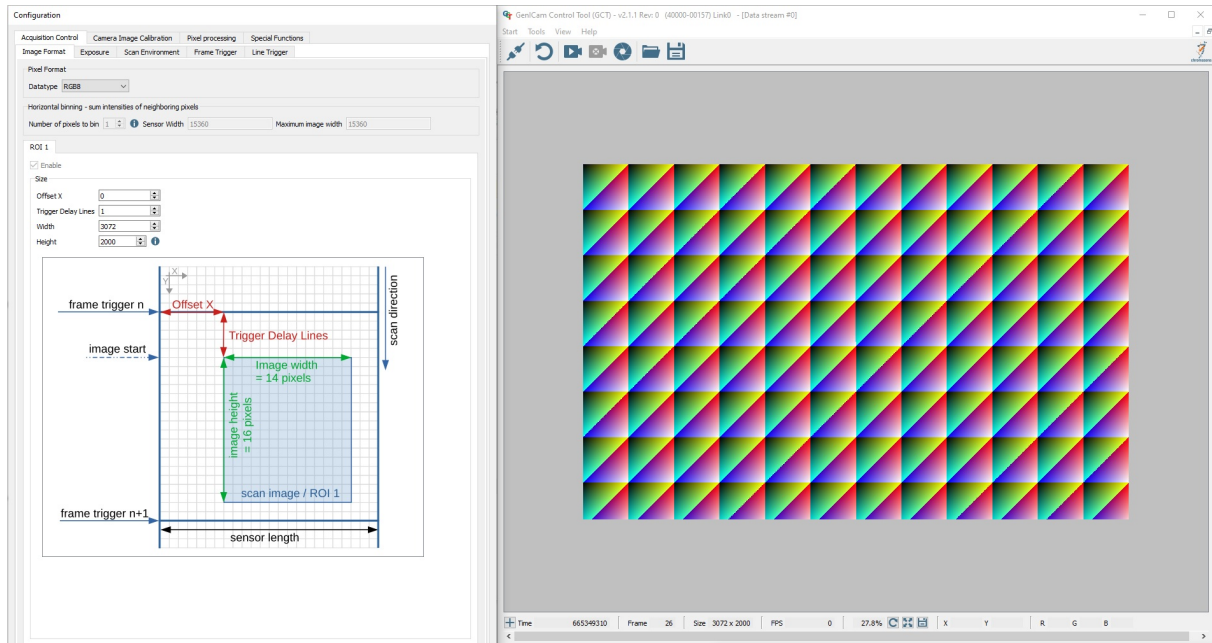 Configuration
Acquisition Control Camera Image Calibration Pixel processing Special Functions
Image Format Exposure Scan Environment Frame Trigger Line Trigger
Pixel Format
Datatype RGB8
Horizontal binning - sum intensities of neighboring pixels
Number of pixels to bin 1 Sensor Width 15360 Maximum image width 15360
ROI 1
Enable
Size
Offset X 0
Trigger Delay Lines 1
Width 3072
Height 2000
X
Y
frame trigger n
Offset X
scan direction
Trigger Delay Lines
image start
Image width
= 14 pixels
image height
= 16 pixels
scan image / ROI 1
frame trigger n+1
sensor length
GenICam Control Tool (GCT) - v2.1.1 Rev: 0 (40000-00157) Link0 - [Data stream #0]
Start Tools View Help
Time 665349310 Frame 26 Size 3072 x 2000 FPS 0 27.8% X Y R G B